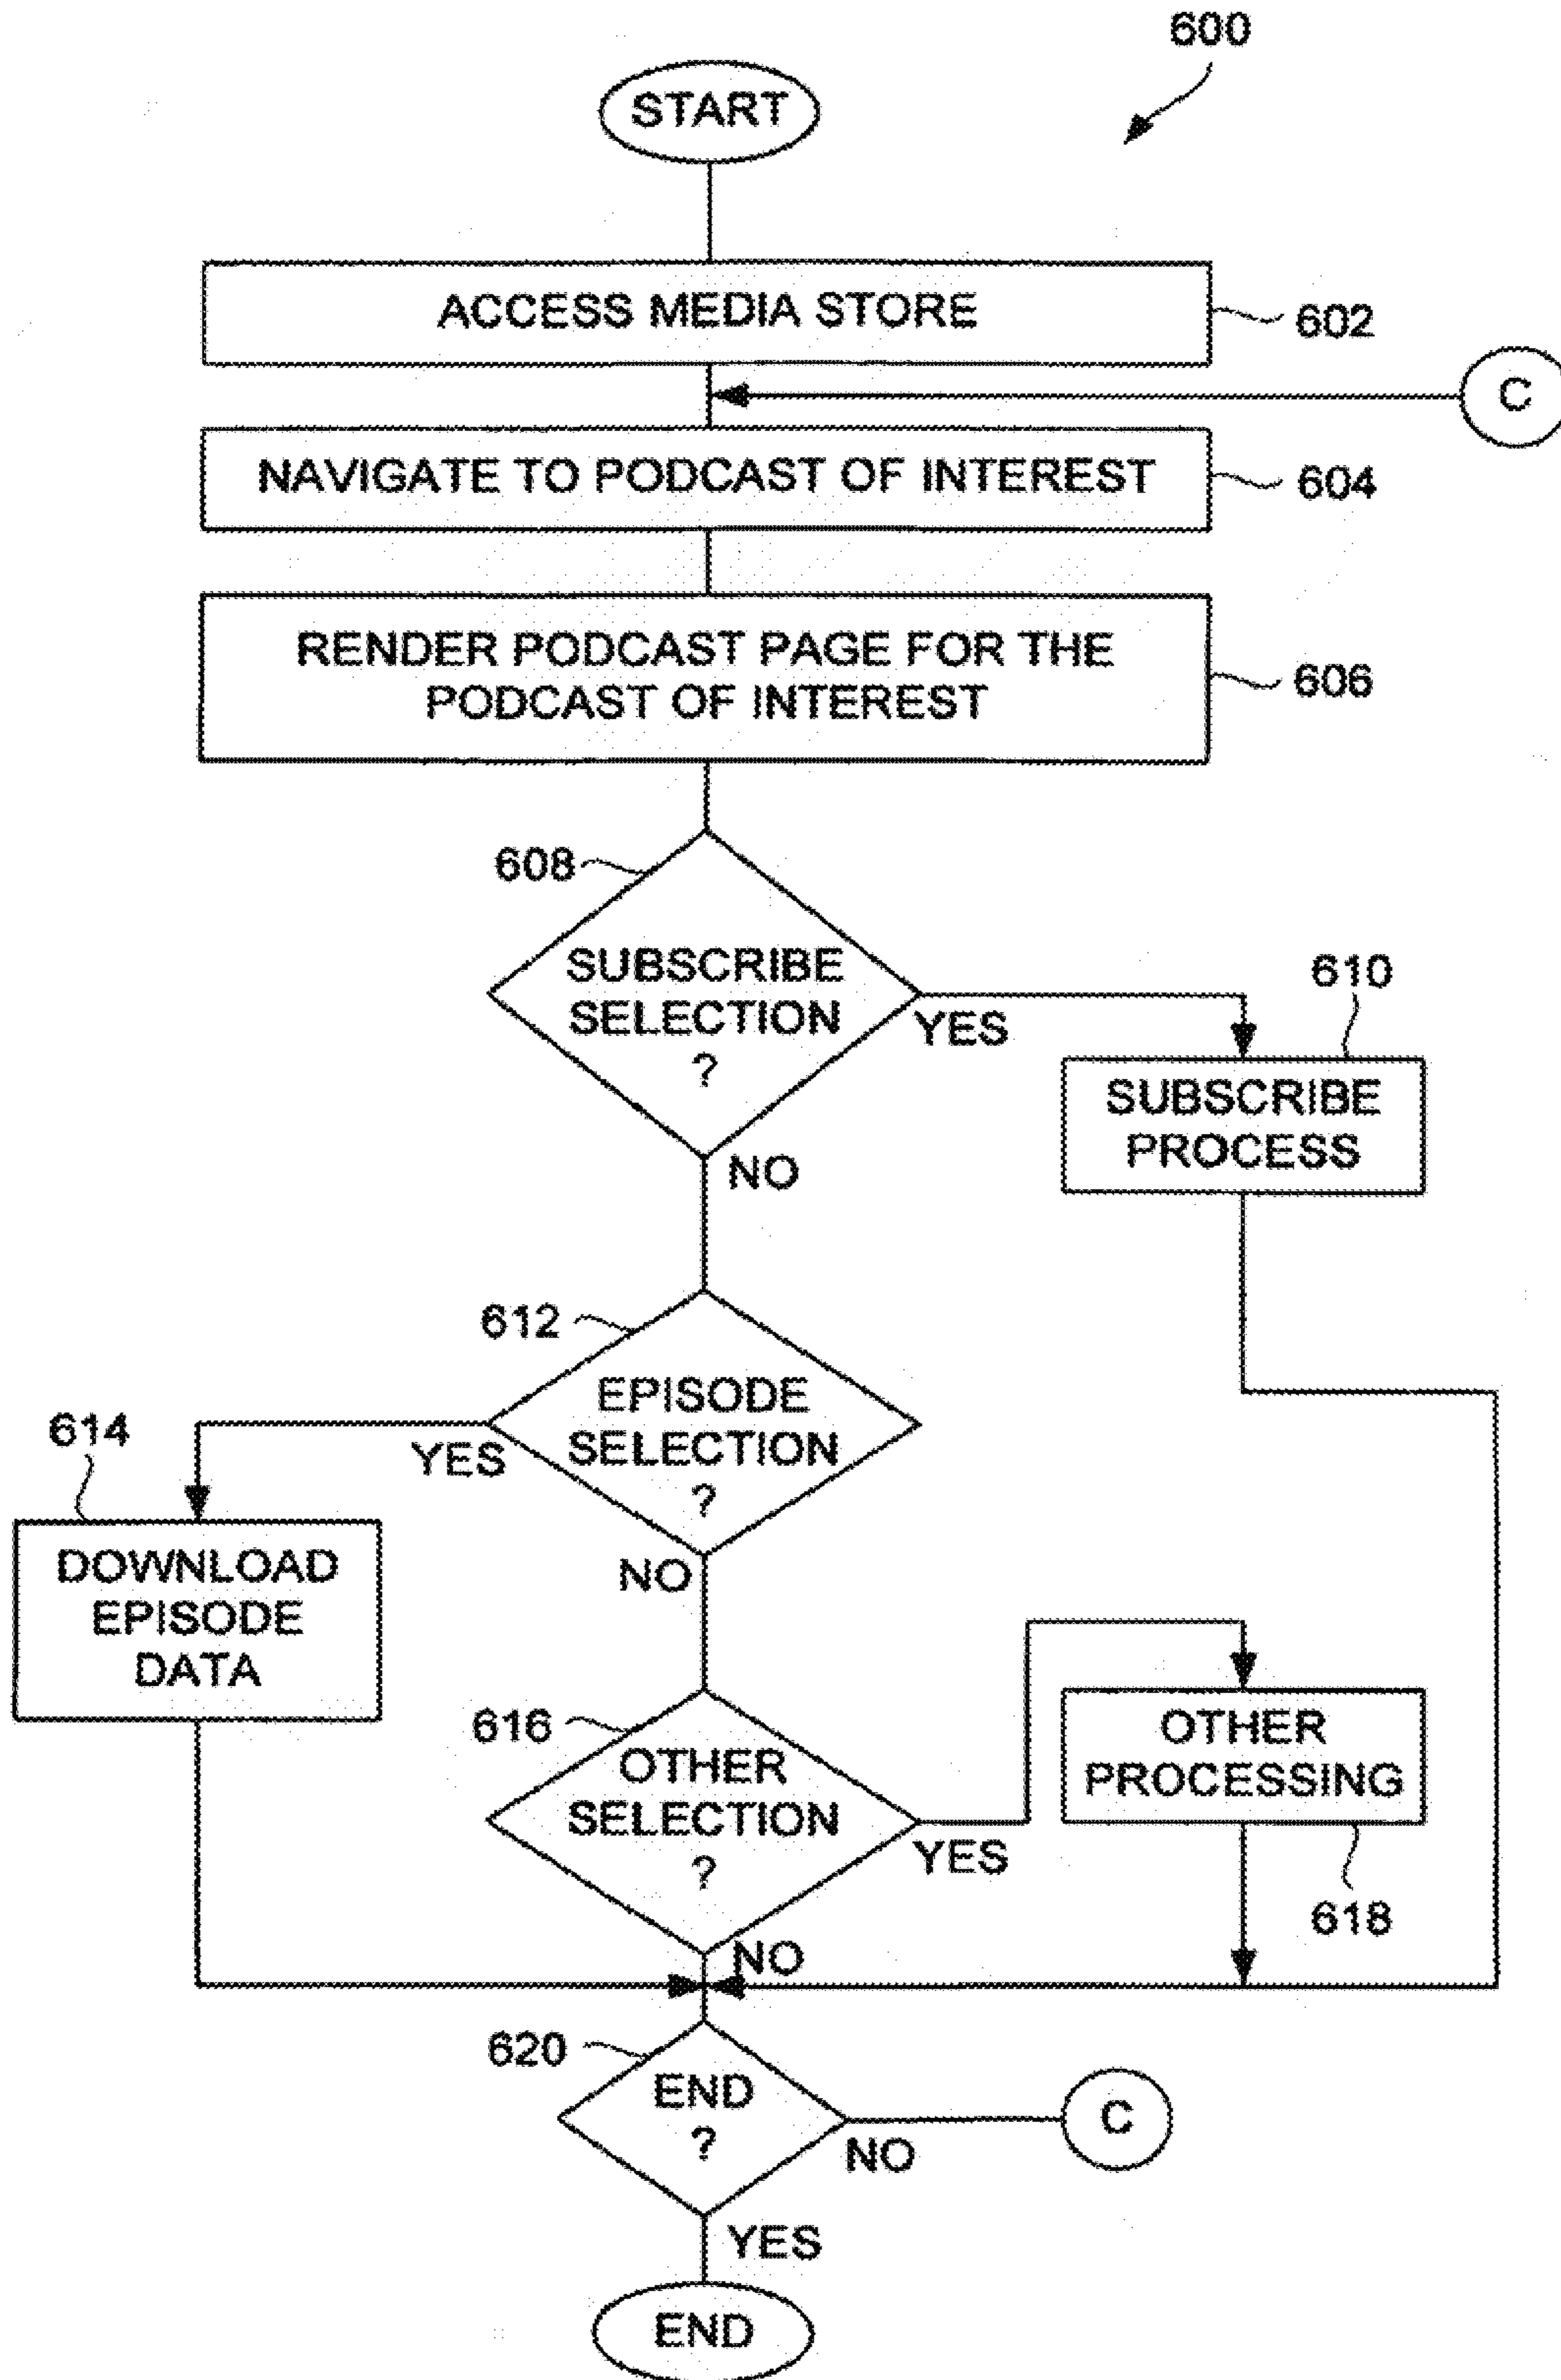 600
START
ACCESS MEDIA STORE
602
C
NAVIGATE TO PODCAST OF INTEREST
604
RENDER PODCAST PAGE FOR THE
PODCAST OF INTEREST
606
608
SUBSCRIBE
SELECTION
?
YES
NO
610
SUBSCRIBE
PROCESS
612
EPISODE
SELECTION
?
YES
NO
614
DOWNLOAD
EPISODE
DATA
616
OTHER
SELECTION
?
YES
NO
OTHER
PROCESSING
618
620
END
?
NO
C
YES
END